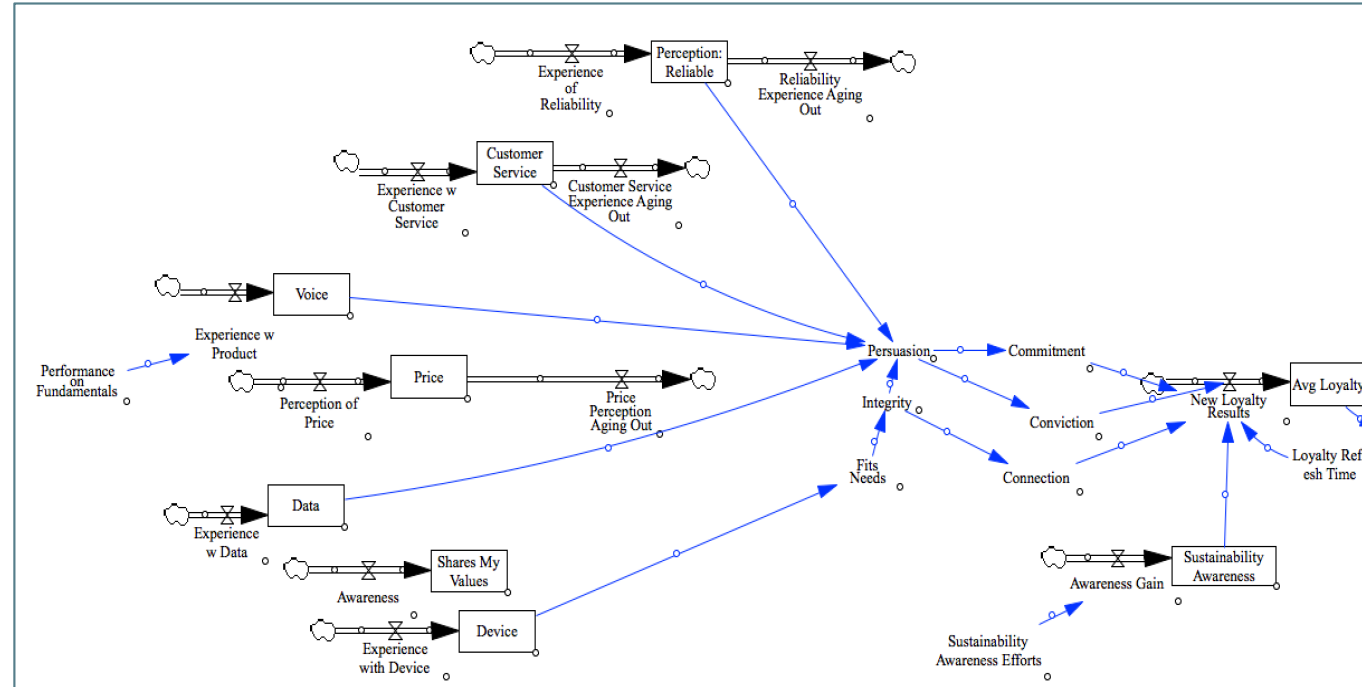 Perception:
Reliable
Experience
of
Reliability
Reliability
Experience Aging
Out
Customer
Service
Experience w
Customer
Service
Customer Service
Experience Aging
Out
Voice
Experience w
Product
Performance
on
Fundamentals
Price
Perception of
Price
Price
Perception
Aging Out
Persuasion
Commitment
Integrity
Conviction
New Loyalty
Results
Avg Loyalty
Fits
Needs
Connection
Loyalty Refr
esh Time
Data
Experience
w Data
Shares My
Values
Awareness
Device
Experience
with Device
Sustainability
Awareness
Awareness Gain
Sustainability
Awareness Efforts